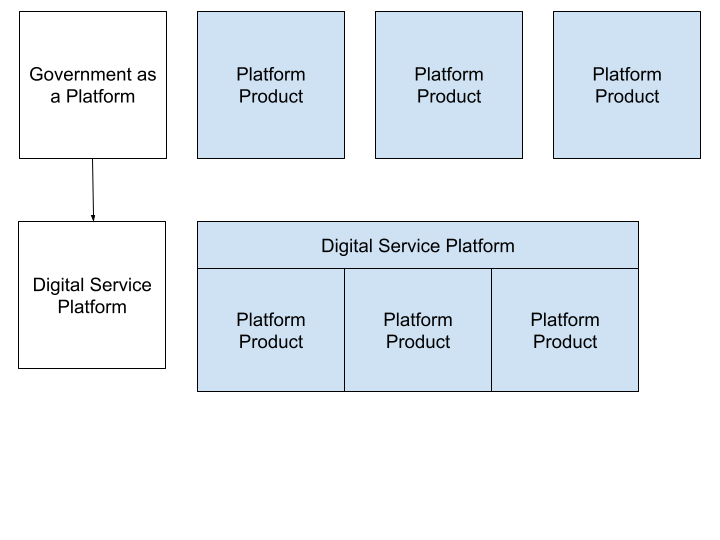 Government as
a Platform
Platform
Product
Platform
Product
Platform
Product
Digital Service
Platform
Digital Service Platform
Platform
Product
Platform
Product
Platform
Product